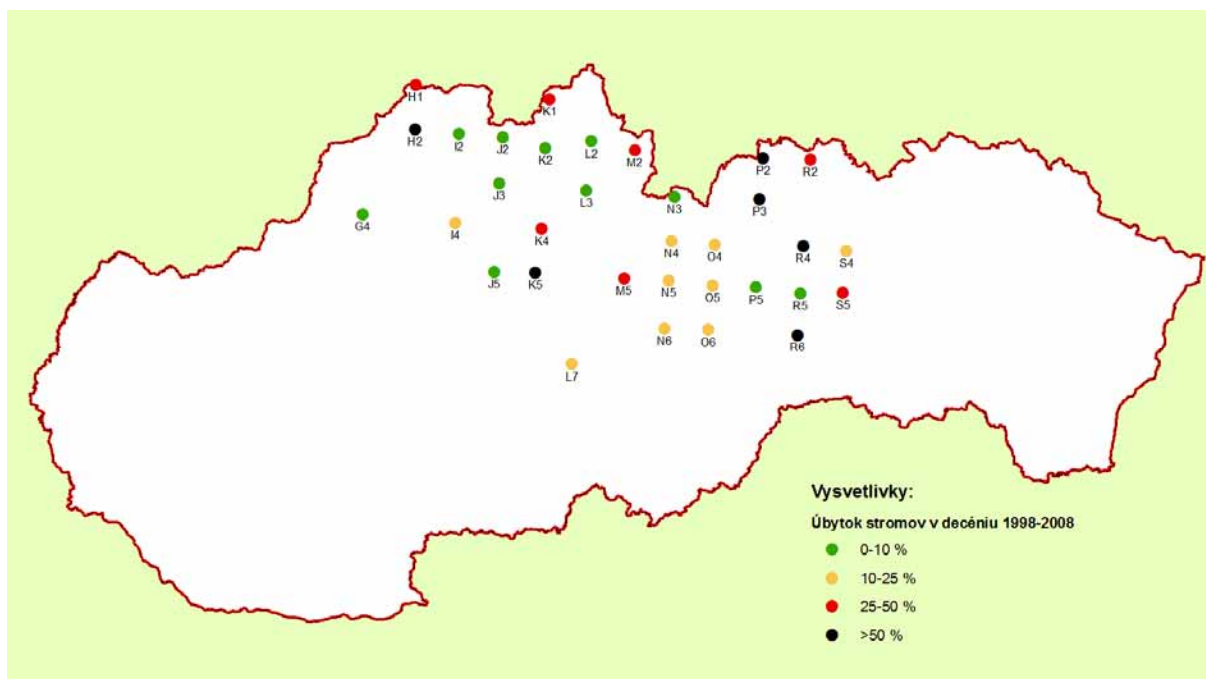 H1
K1
H2
I2
J2
K2
L2
M2
P2
R2
J3
L3
N3
P3
G4
I4
K4
N4
O4
R4
S4
J5
K5
M5
N5
O5
P5
R5
S5
N6
O6
R6
L7
Vysvetlivky:
Úbytok stromov v decéniu 1998-2008
0-10 %
10-25 %
25-50 %
>50 %